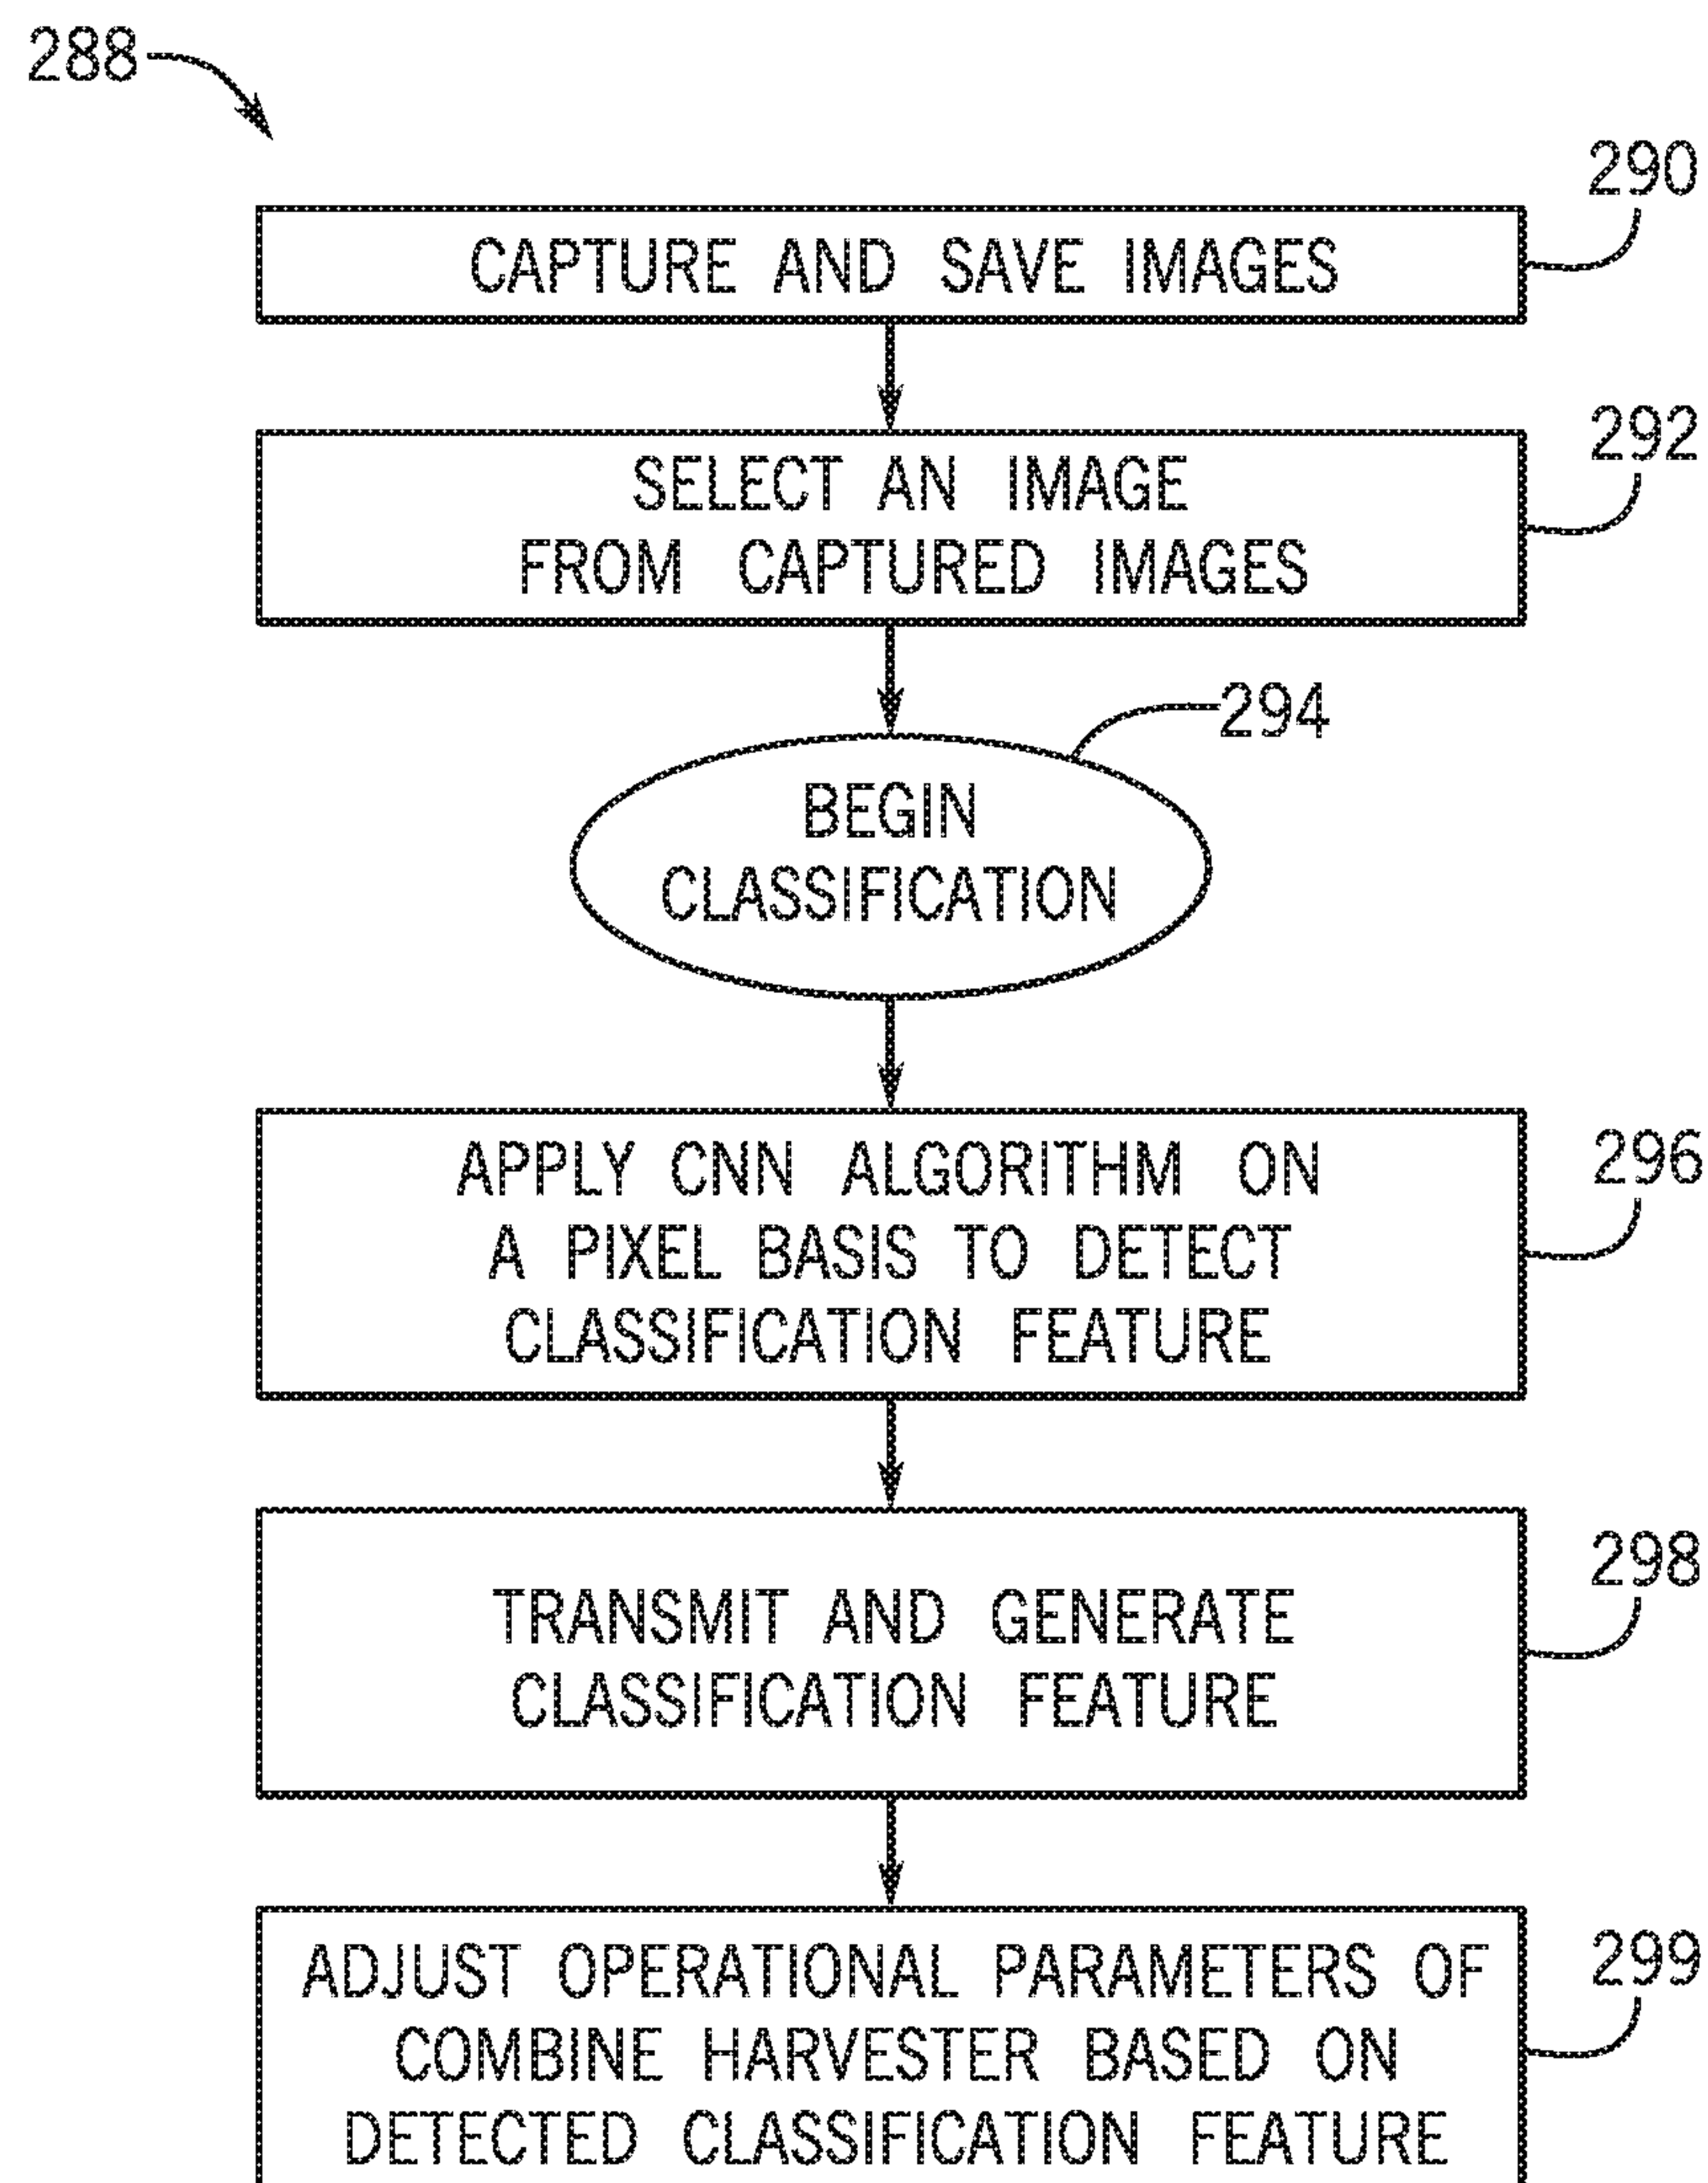 288
290
CAPTURE AND SAVE IMAGES
292
SELECT AN IMAGE
FROM CAPTURED IMAGES
294
BEGIN
CLASSIFICATION
296
APPLY CNN ALGORITHM ON
A PIXEL BASIS TO DETECT
CLASSIFICATION FEATURE
298
TRANSMIT AND GENERATE
CLASSIFICATION FEATURE
299
ADJUST OPERATIONAL PARAMETERS OF
COMBINE HARVESTER BASED ON
DETECTED CLASSIFICATION FEATURE